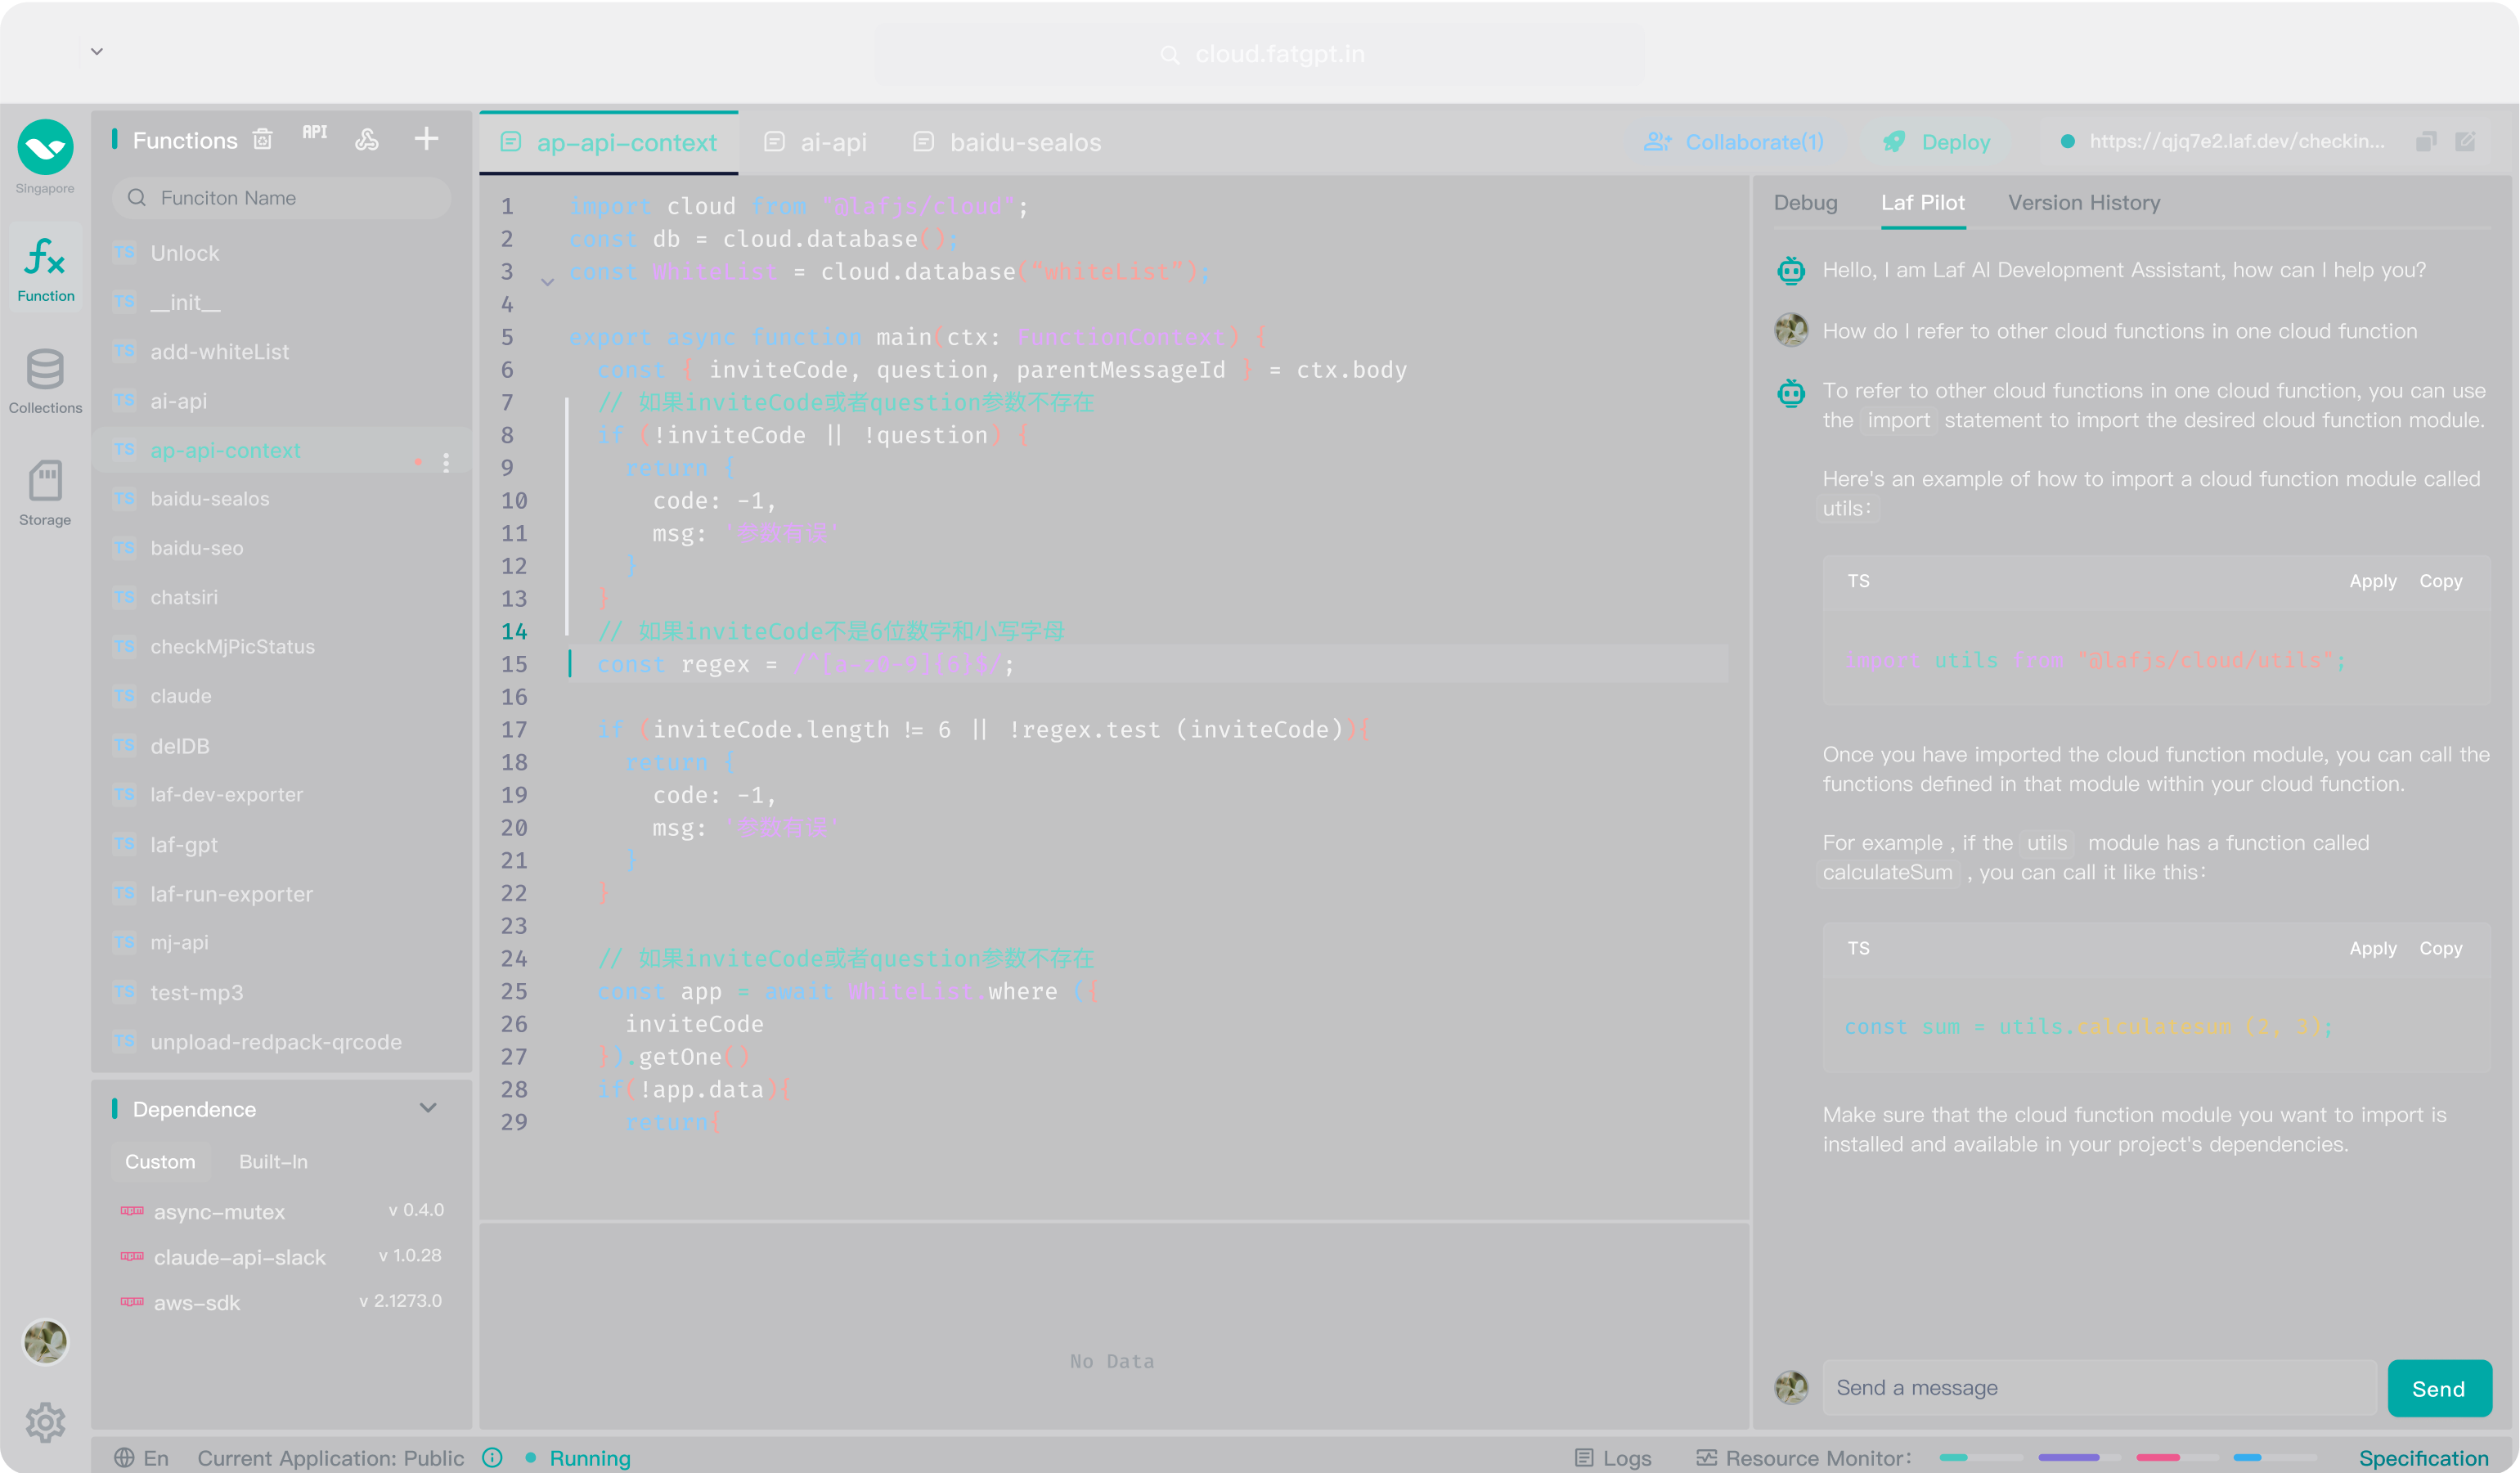 cloud.fatgpt.in
Singapore
Function
Collections
Storage
Functions
API
Funciton Name
TS Unlock
TS __init__
TS add-whiteList
TS ai-api
TS ap-api-context
TS baidu-sealos
TS baidu-seo
TS chatsiri
TS checkMjPicStatus
TS claude
TS delDB
TS laf-dev-exporter
TS laf-gpt
TS laf-run-exporter
TS mj-api
TS test-mp3
TS unpload-redpack-qrcode
Dependence
Custom Built-In
async-mutex v 0.4.0
claude-api-slack v 1.0.28
aws-sdk v 2.1273.0
ap-api-context ai-api baidu-sealos
Collaborate(1) Deploy https://qjq7e2.laf.dev/checkin...
1 import cloud from "@lafjs/cloud";
2 const db = cloud.database();
3 const WhiteList = cloud.database("whiteList");
4
5 export async function main(ctx: FunctionContext) {
6 const { inviteCode, question, parentMessageId } = ctx.body
7 // 如果inviteCode或者question参数不存在
8 if (!inviteCode || !question) {
9 return {
10 code: -1,
11 msg: '参数有误'
12 }
13 }
14 // 如果inviteCode不是6位数字和小写字母
15 const regex = /^[a-z0-9]{6}$/;
16
17 if (inviteCode.length != 6 || !regex.test (inviteCode)){
18 return {
19 code: -1,
20 msg: '参数有误'
21 }
22 }
23
24 // 如果inviteCode或者question参数不存在
25 const app = await WhiteList.where ({
26 inviteCode
27 }).getOne()
28 if(!app.data){
29 return{
No Data
Debug Laf Pilot Version History
Hello, I am Laf AI Development Assistant, how can I help you?
How do I refer to other cloud functions in one cloud function
To refer to other cloud functions in one cloud function, you can use
the import statement to import the desired cloud function module.
Here's an example of how to import a cloud function module called
utils:
TS Apply Copy
import utils from "@lafjs/cloud/utils";
Once you have imported the cloud function module, you can call the
functions defined in that module within your cloud function.
For example , if the utils module has a function called
calculateSum , you can call it like this:
TS Apply Copy
const sum = utils.calculatesum (2, 3);
Make sure that the cloud function module you want to import is
installed and available in your project's dependencies.
Send a message
Send
En Current Application: Public Running
Logs Resource Monitor: Specification